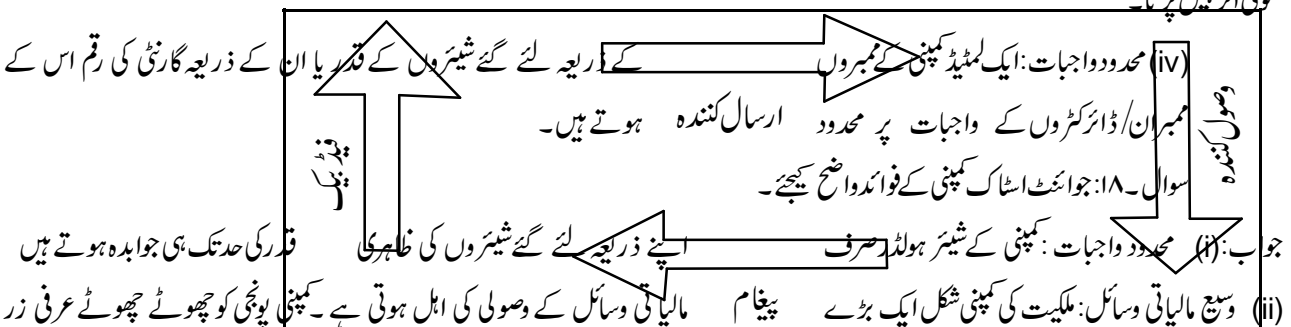 کوئی اثر نہیں پڑتا۔
(iv) محدود واجبات: ایک لمٹیڈ کمپنی کے ممبروں کے ذریعہ لئے گئے شیئروں کے قدر یا ان کے ذریعہ گارنٹی کی رقم اس کے
ممبران/ڈائرکٹروں کے واجبات پر محدود ہوتے ہیں۔
ارسال کنندہ
وصول کنندہ
فیڈ بیک
سوال۔۱۸: جوائنٹ اسٹاک کمپنی کے فوائد واضح کیجئے۔
جواب: (i) محدود واجبات: کمپنی کے شیئر ہولڈر صرف اپنے ذریعہ لئے گئے شیئروں کی ظاہری قدر کی حد تک ہی جوابدہ ہوتے ہیں
(ii) وسیع مالیاتی وسائل: ملکیت کی کمپنی شکل ایک بڑے مالیاتی وسائل کے وصولی کی اہل ہوتی ہے۔ کمپنی پونجی کو چھوٹے چھوٹے عرفی زر
پیغام